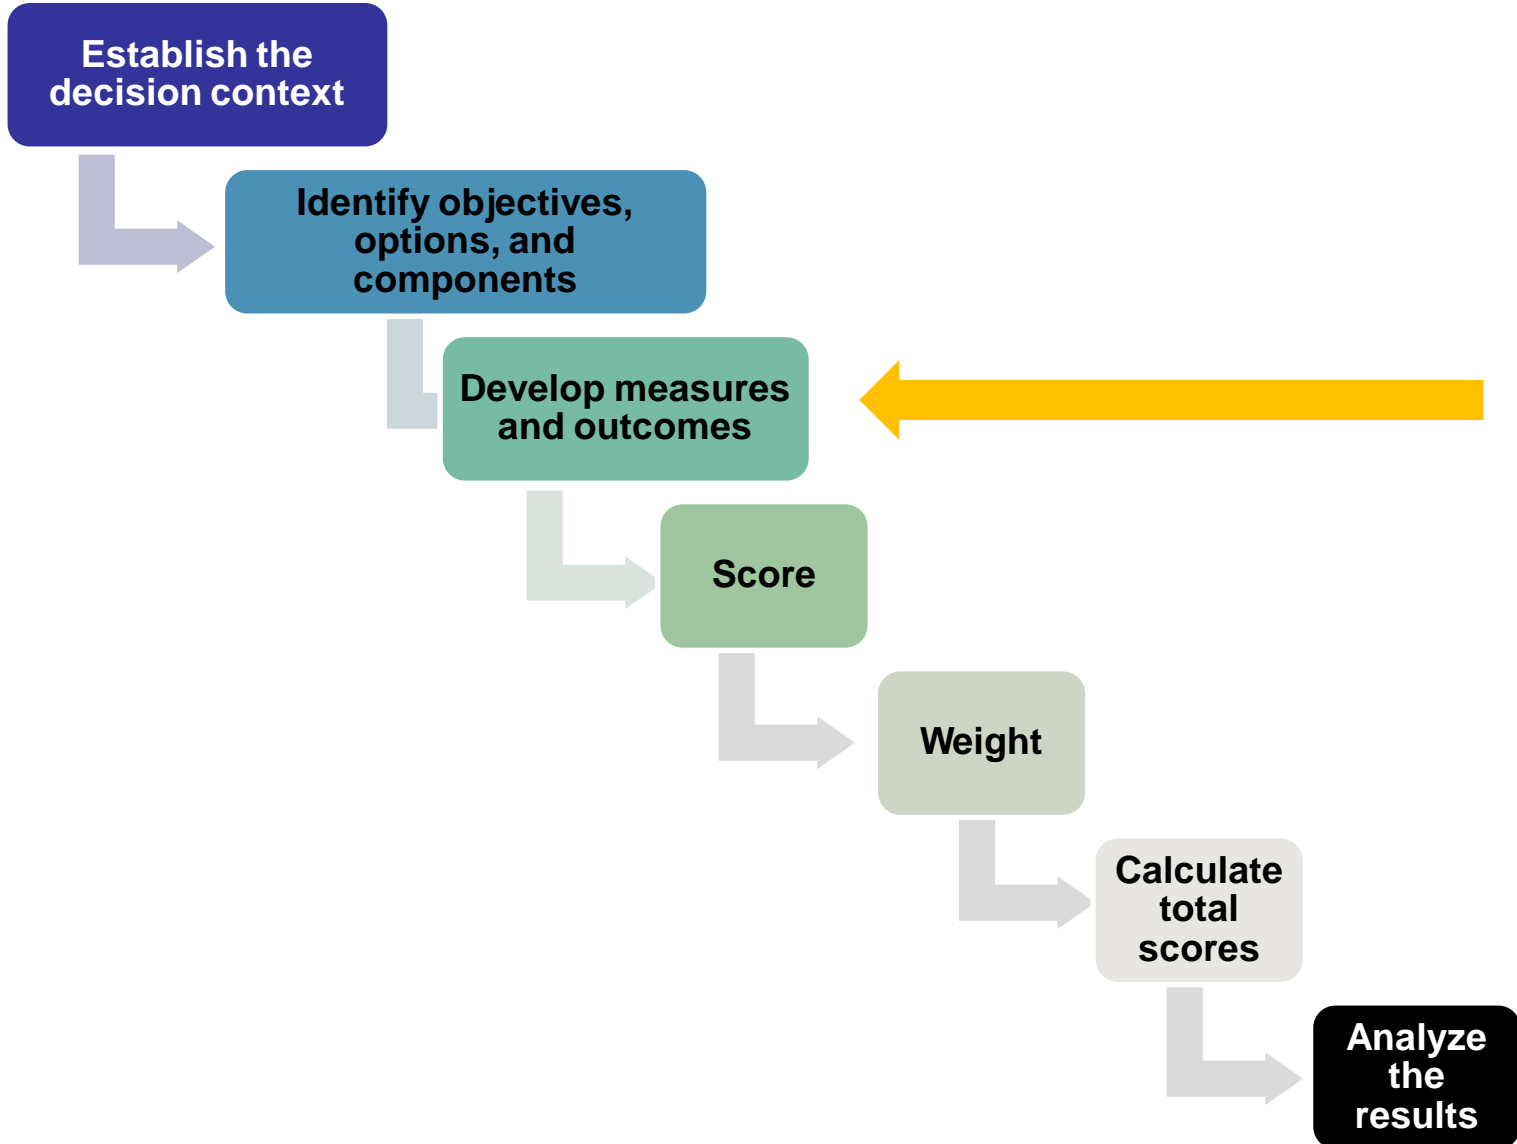 Establish the
decision context
Identify objectives,
options, and
components
Develop measures
and outcomes
Score
Weight
Calculate
total
scores
Analyze
the
results